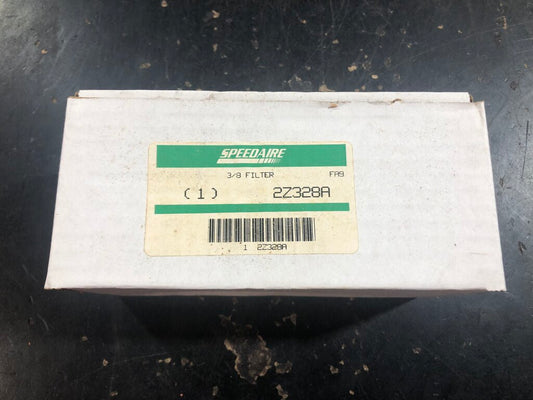 SPEEDAIRE
3/8 FILTER FAS
(1) 2Z328A
1 2Z328A